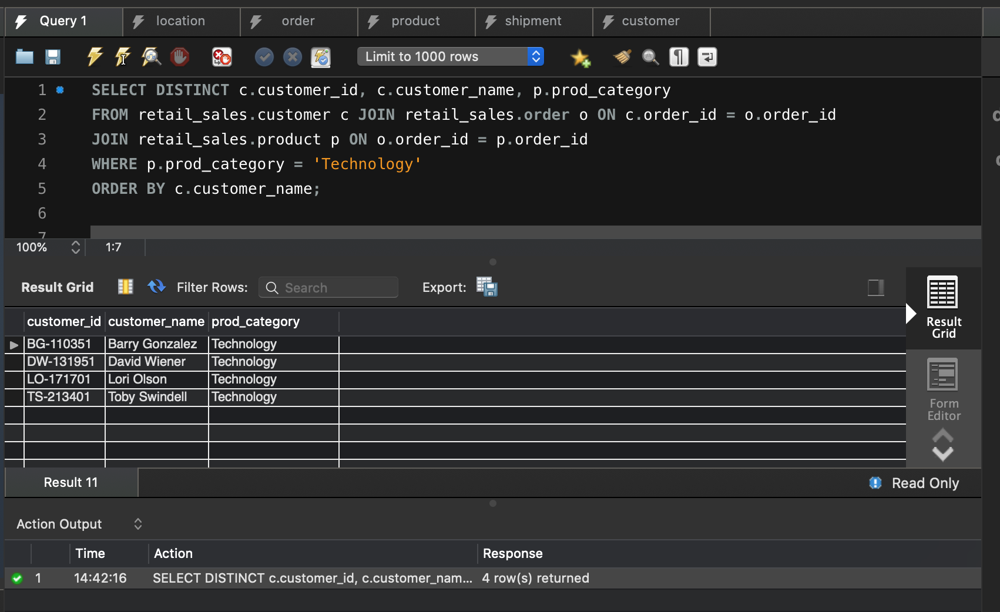 Query 1 location order product shipment customer
Limit to 1000 rows
1 SELECT DISTINCT c.customer_id, c.customer_name, p.prod_category
2 FROM retail_sales.customer c JOIN retail_sales.order o ON c.order_id = o.order_id
3 JOIN retail_sales.product p ON o.order_id = p.order_id
4 WHERE p.prod_category = 'Technology'
5 ORDER BY c.customer_name;
6
7
100% 1:7
Result Grid Filter Rows: Search Export:
customer_id customer_name prod_category
BG-110351 Barry Gonzalez Technology
DW-131951 David Wiener Technology
LO-171701 Lori Olson Technology
TS-213401 Toby Swindell Technology
Result
Grid
Form
Editor
Result 11 Read Only
Action Output
Time Action Response
1 14:42:16 SELECT DISTINCT c.customer_id, c.customer_nam... 4 row(s) returned